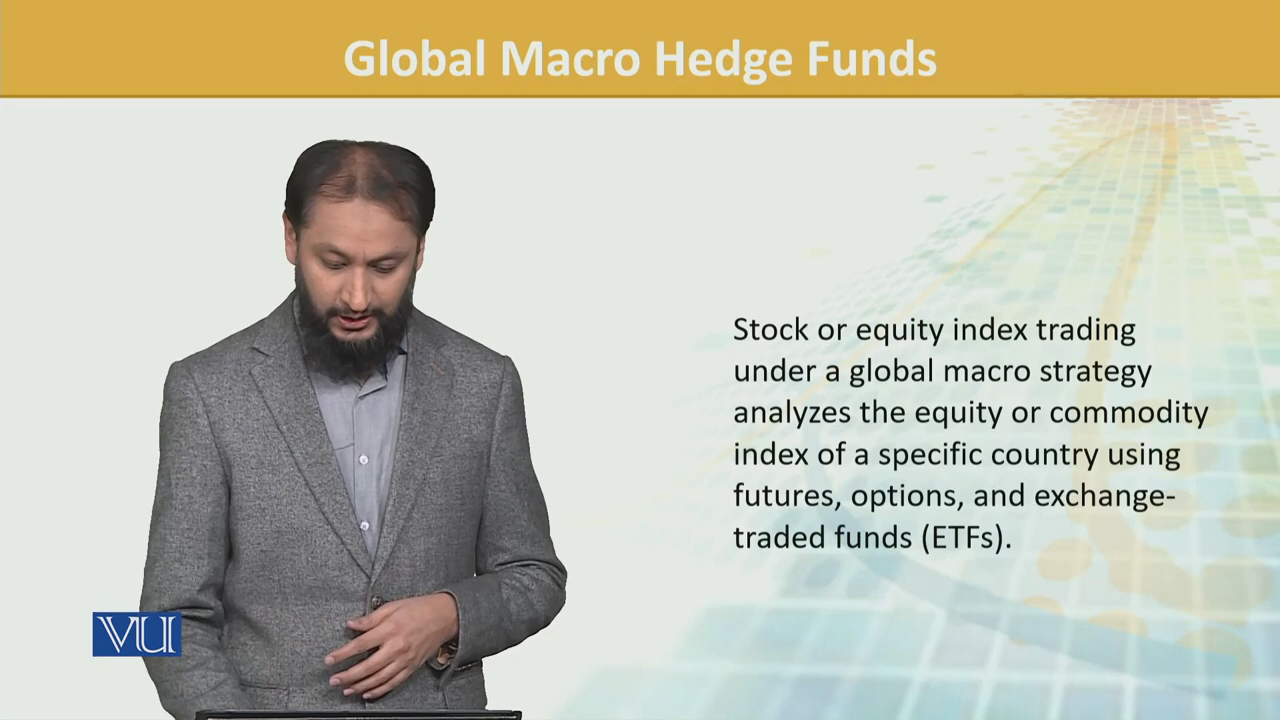 Global Macro Hedge Funds
Stock or equity index trading
under a global macro strategy
analyzes the equity or commodity
index of a specific country using
futures, options, and exchange-
traded funds (ETFs).
VU